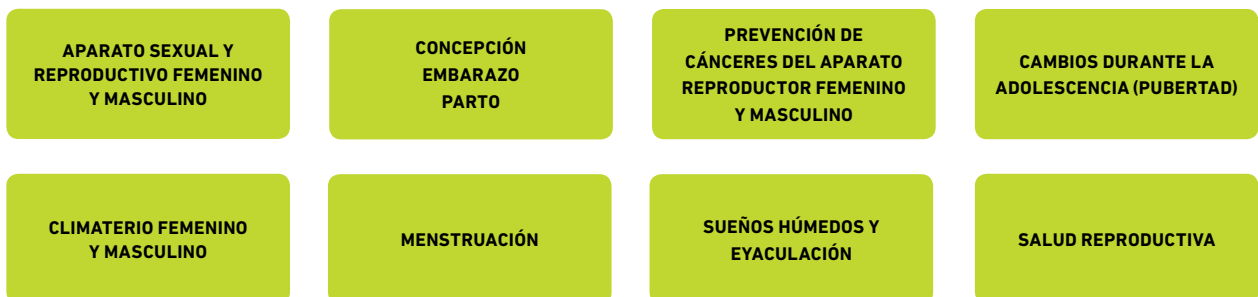 APARATO SEXUAL Y
REPRODUCTIVO FEMENINO
Y MASCULINO
CONCEPCIÓN
EMBARAZO
PARTO
PREVENCIÓN DE
CÁNCERES DEL APARATO
REPRODUCTOR FEMENINO
Y MASCULINO
CAMBIOS DURANTE LA
ADOLESCENCIA (PUBERTAD)
CLIMATERIO FEMENINO
Y MASCULINO
MENSTRUACIÓN
SUEÑOS HÚMEDOS Y
EYACULACIÓN
SALUD REPRODUCTIVA